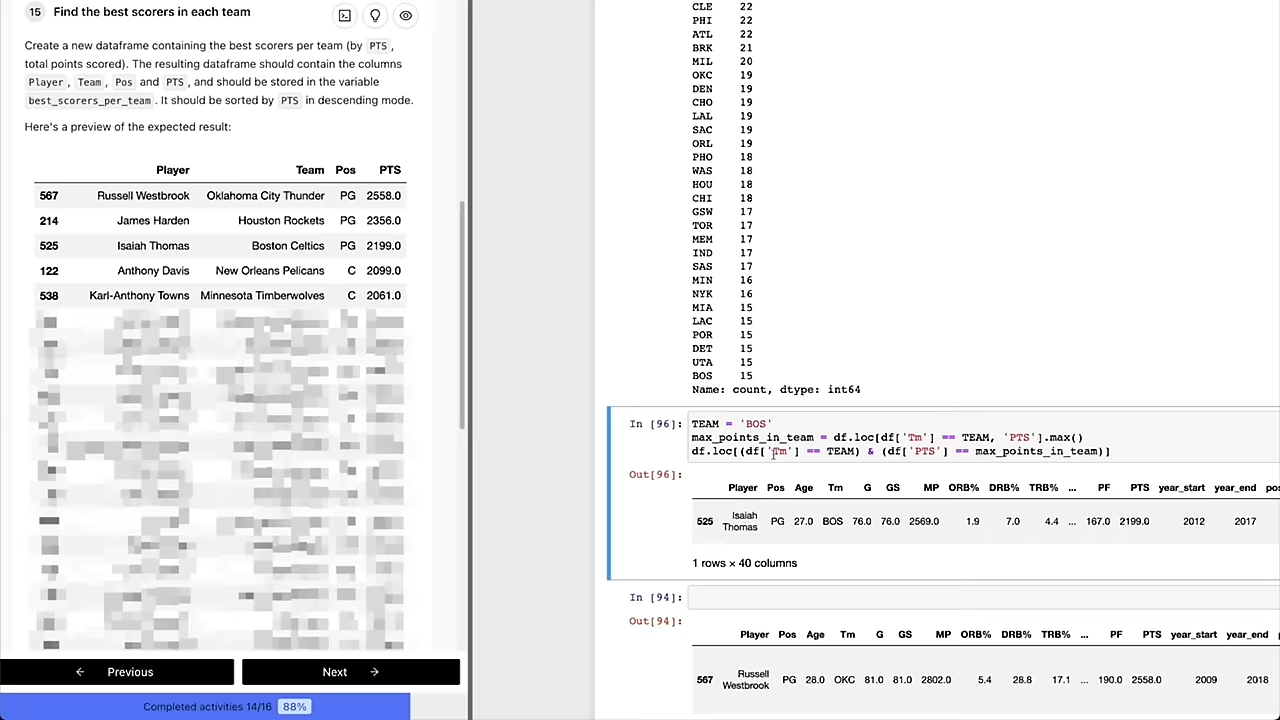 15 Find the best scorers in each team
Create a new dataframe containing the best scorers per team (by PTS,
total points scored). The resulting dataframe should contain the columns
Player, Team, Pos and PTS, and should be stored in the variable
best_scorers_per_team. It should be sorted by PTS in descending mode.
Here's a preview of the expected result:
Player Team Pos PTS
567 Russell Westbrook Oklahoma City Thunder PG 2558.0
214 James Harden Houston Rockets PG 2356.0
525 Isaiah Thomas Boston Celtics PG 2199.0
122 Anthony Davis New Orleans Pelicans C 2099.0
538 Karl-Anthony Towns Minnesota Timberwolves C 2061.0
← Previous
Next →
Completed activities 14/16 88%
CLE 22
PHI 22
ATL 22
BRK 21
MIL 20
OKC 19
DEN 19
CHO 19
LAL 19
SAC 19
ORL 19
PHO 18
WAS 18
HOU 18
CHI 18
GSW 17
TOR 17
MEM 17
IND 17
SAS 17
MIN 16
NYK 16
MIA 15
LAC 15
POR 15
DET 15
UTA 15
BOS 15
Name: count, dtype: int64
In [96]: TEAM = 'BOS'
max_points_in_team = df.loc[df['Tm'] == TEAM, 'PTS'].max()
df.loc[(df['Tm'] == TEAM) & (df['PTS'] == max_points_in_team)]
Out[96]:
Player Pos Age Tm G GS MP ORB% DRB% TRB% ... PF PTS year_start year_end
525 Isaiah Thomas PG 27.0 BOS 76.0 76.0 2569.0 1.9 7.0 4.4 ... 167.0 2199.0 2012 2017
1 rows × 40 columns
In [94]:
Out[94]:
Player Pos Age Tm G GS MP ORB% DRB% TRB% ... PF PTS year_start year_end
567 Russell Westbrook PG 28.0 OKC 81.0 81.0 2802.0 5.4 28.8 17.1 ... 190.0 2558.0 2009 2018